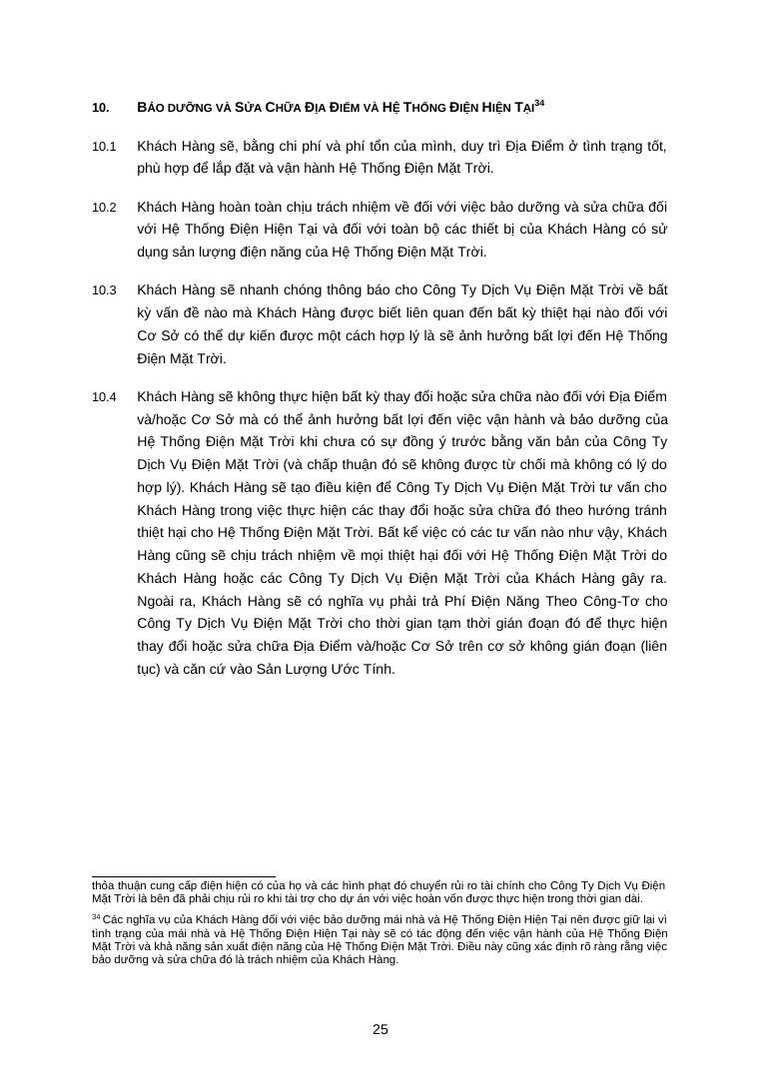 10. BẢO DƯỠNG VÀ SỬA CHỮA ĐỊA ĐIỂM VÀ HỆ THỐNG ĐIỆN HIỆN TẠI34
10.1 Khách Hàng sẽ, bằng chi phí và phí tổn của mình, duy trì Địa Điểm ở tình trạng tốt,
phù hợp để lắp đặt và vận hành Hệ Thống Điện Mặt Trời.
10.2 Khách Hàng hoàn toàn chịu trách nhiệm về đối với việc bảo dưỡng và sửa chữa đối
với Hệ Thống Điện Hiện Tại và đối với toàn bộ các thiết bị của Khách Hàng có sử
dụng sản lượng điện năng của Hệ Thống Điện Mặt Trời.
10.3 Khách Hàng sẽ nhanh chóng thông báo cho Công Ty Dịch Vụ Điện Mặt Trời về bất
kỳ vấn đề nào mà Khách Hàng được biết liên quan đến bất kỳ thiệt hại nào đối với
Cơ Sở có thể dự kiến được một cách hợp lý là sẽ ảnh hưởng bất lợi đến Hệ Thống
Điện Mặt Trời.
10.4 Khách Hàng sẽ không thực hiện bất kỳ thay đổi hoặc sửa chữa nào đối với Địa Điểm
và/hoặc Cơ Sở mà có thể ảnh hưởng bất lợi đến việc vận hành và bảo dưỡng của
Hệ Thống Điện Mặt Trời khi chưa có sự đồng ý trước bằng văn bản của Công Ty
Dịch Vụ Điện Mặt Trời (và chấp thuận đó sẽ không được từ chối mà không có lý do
hợp lý). Khách Hàng sẽ tạo điều kiện để Công Ty Dịch Vụ Điện Mặt Trời tư vấn cho
Khách Hàng trong việc thực hiện các thay đổi hoặc sửa chữa đó theo hướng tránh
thiệt hại cho Hệ Thống Điện Mặt Trời. Bất kể việc có các tư vấn nào như vậy, Khách
Hàng cũng sẽ chịu trách nhiệm về mọi thiệt hại đối với Hệ Thống Điện Mặt Trời do
Khách Hàng hoặc các Công Ty Dịch Vụ Điện Mặt Trời của Khách Hàng gây ra.
Ngoài ra, Khách Hàng sẽ có nghĩa vụ phải trả Phí Điện Năng Theo Công-Tơ cho
Công Ty Dịch Vụ Điện Mặt Trời cho thời gian tạm thời gián đoạn đó để thực hiện
thay đổi hoặc sửa chữa Địa Điểm và/hoặc Cơ Sở trên cơ sở không gián đoạn (liên
tục) và căn cứ vào Sản Lượng Ước Tính.
thỏa thuận cung cấp điện hiện có của họ và các hình phạt đó chuyển rủi ro tài chính cho Công Ty Dịch Vụ Điện
Mặt Trời là bên đã phải chịu rủi ro khi tài trợ cho dự án với việc hoàn vốn được thực hiện trong thời gian dài.
34 Các nghĩa vụ của Khách Hàng đối với việc bảo dưỡng mái nhà và Hệ Thống Điện Hiện Tại nên được giữ lại vì
tình trạng của mái nhà và Hệ Thống Điện Hiện Tại này sẽ có tác động đến việc vận hành của Hệ Thống Điện
Mặt Trời và khả năng sản xuất điện năng của Hệ Thống Điện Mặt Trời. Điều này cũng xác định rõ ràng rằng việc
bảo dưỡng và sửa chữa đó là trách nhiệm của Khách Hàng.
25